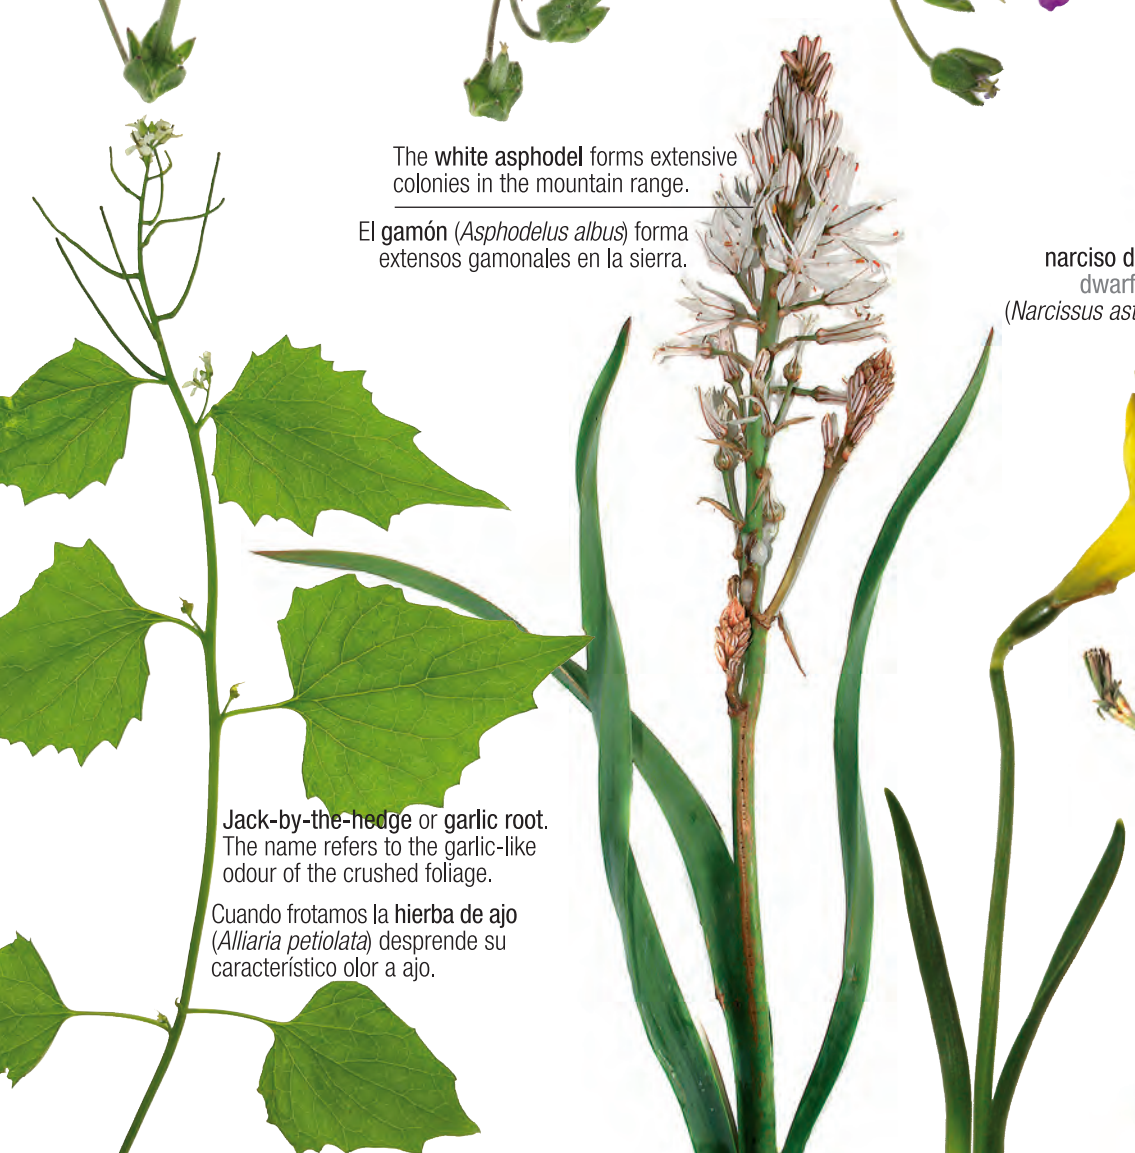 The white asphodel forms extensive
colonies in the mountain range.
El gamón (Asphodelus albus) forma
extensos gamonales en la sierra.
narciso d
dwarf
(Narcissus ast
Jack-by-the-hedge or garlic root.
The name refers to the garlic-like
odour of the crushed foliage.
Cuando frotamos la hierba de ajo
(Alliaria petiolata) desprende su
característico olor a ajo.